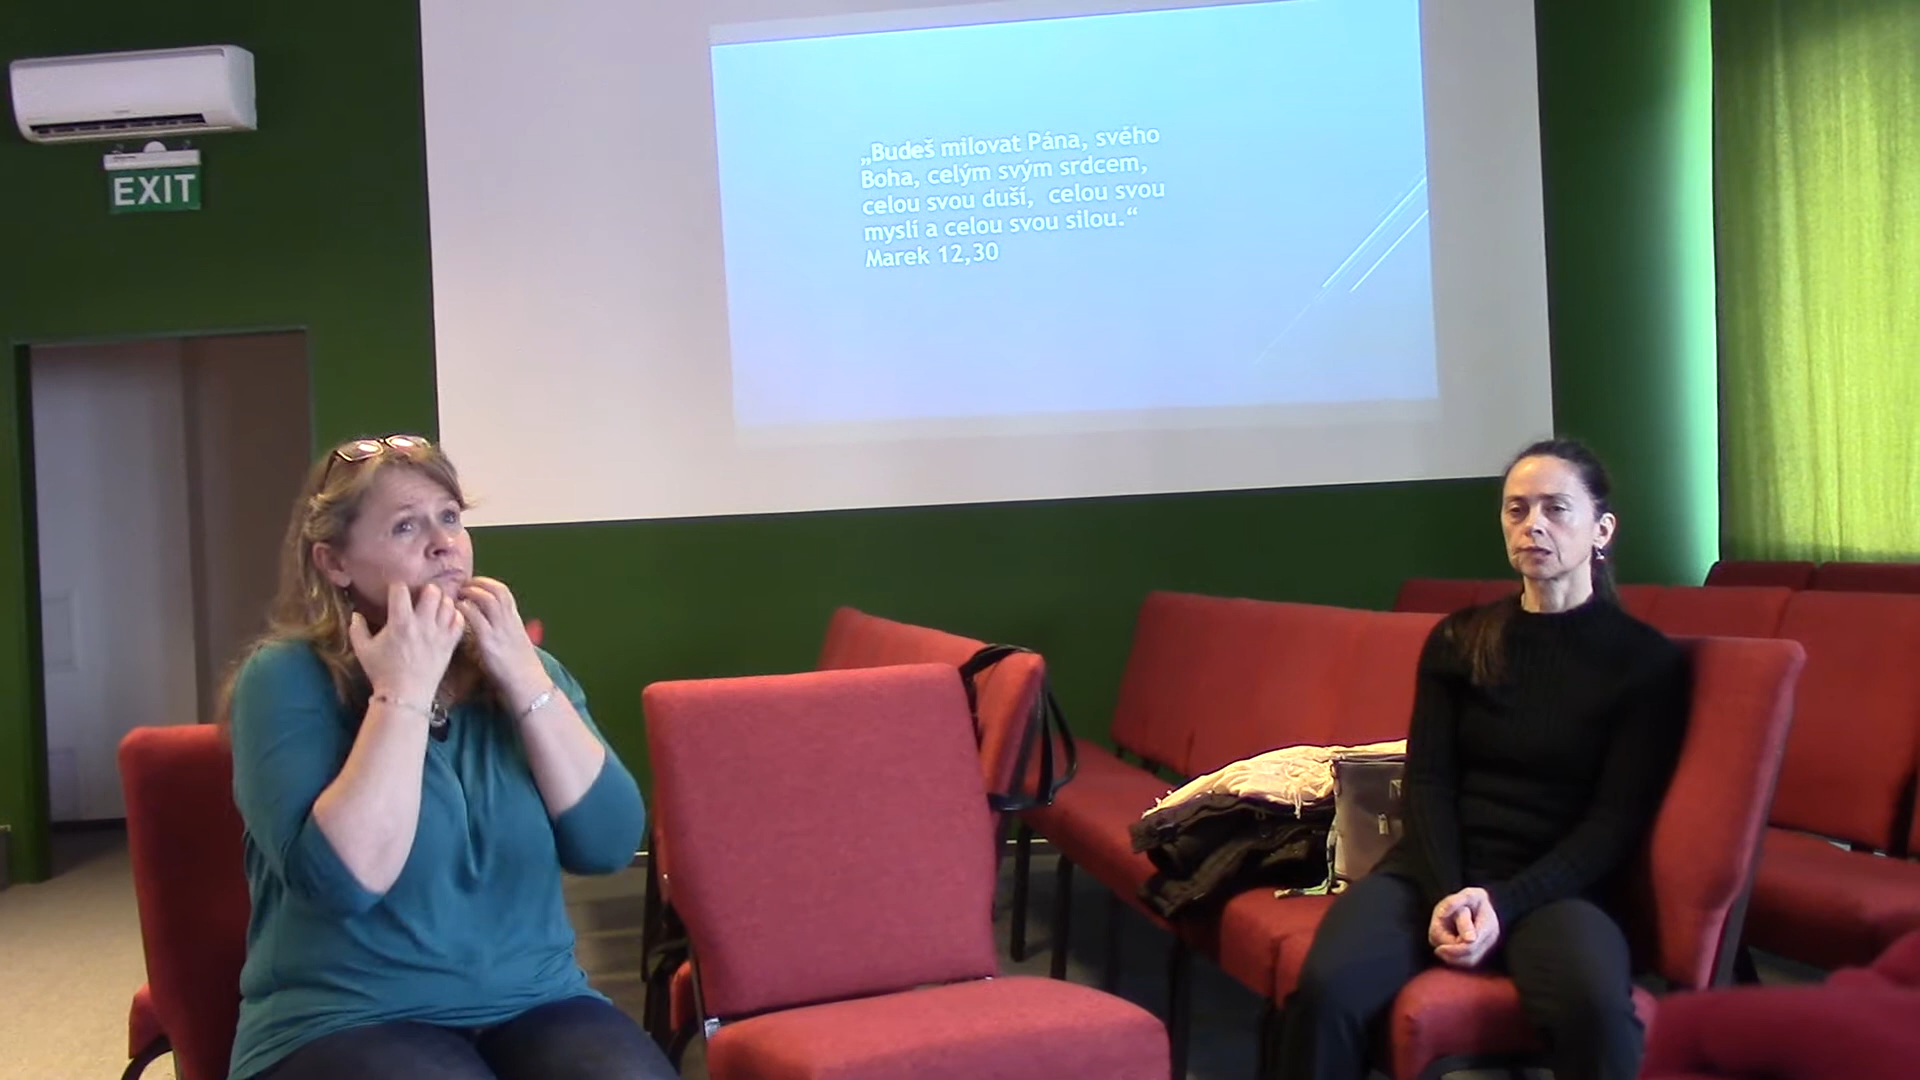 EXIT
„Budeš milovat Pána, svého
Boha, celým svým srdcem,
celou svou duší, celou svou
myslí a celou svou silou.“
Marek 12,30